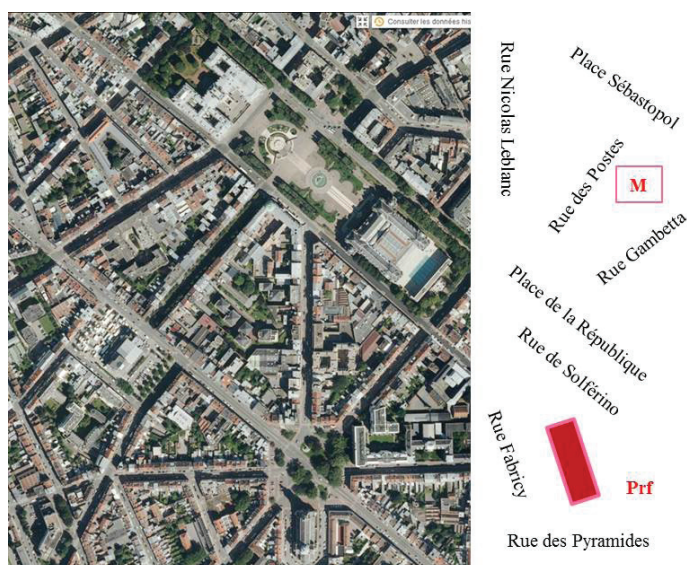 Consulter les données his
Rue Nicolas Leblanc
Place Sébastopol
Rue des Postes
M
Rue Gambetta
Place de la République
Rue de Solférino
Rue Fabricy
Prf
Rue des Pyramides